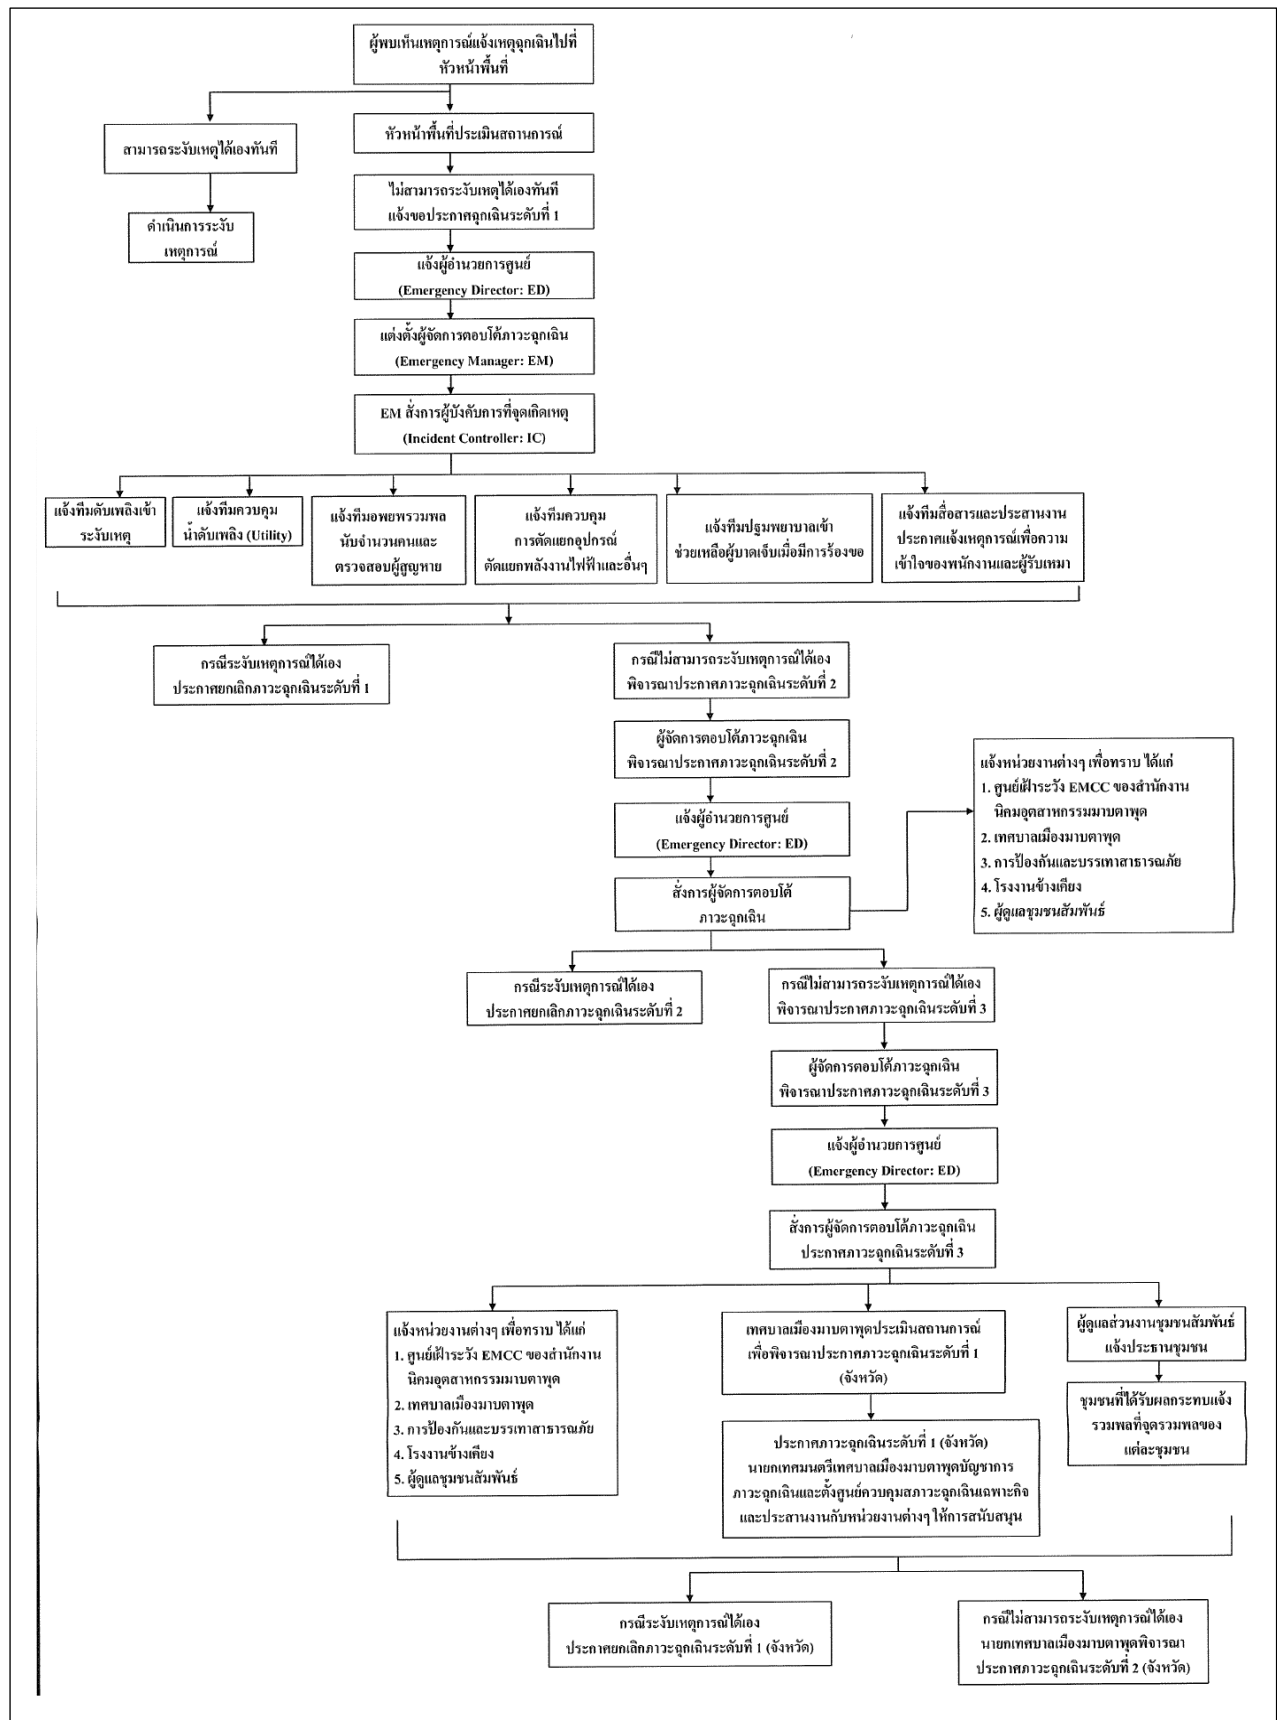 ผู้พบเห็นเหตุการณ์แจ้งเหตุฉุกเฉินไปที่
หัวหน้าพื้นที่
สามารถระงับเหตุได้เองทันที
หัวหน้าพื้นที่ประเมินสถานการณ์
ดำเนินการระงับ
เหตุการณ์
ไม่สามารถระงับเหตุได้เองทันที
แจ้งขอประกาศฉุกเฉินระดับที่ 1
แจ้งผู้อำนวยการศูนย์
(Emergency Director: ED)
แต่งตั้งผู้จัดการตอบโต้ภาวะฉุกเฉิน
(Emergency Manager: EM)
EM สั่งการผู้บังคับการที่จุดเกิดเหตุ
(Incident Controller: IC)
แจ้งทีมดับเพลิงเข้า
ระงับเหตุ
แจ้งทีมควบคุม
น้ำดับเพลิง (Utility)
แจ้งทีมอพยพรวมพล
นับจำนวนคนและ
ตรวจสอบผู้สูญหาย
แจ้งทีมควบคุม
การตัดแยกอุปกรณ์
ตัดแยกพลังงานไฟฟ้าและอื่นๆ
แจ้งทีมปฐมพยาบาลเข้า
ช่วยเหลือผู้บาดเจ็บเมื่อมีการร้องขอ
แจ้งทีมสื่อสารและประสานงาน
ประกาศแจ้งเหตุการณ์เพื่อความ
เข้าใจของพนักงานและผู้รับเหมา
กรณีระงับเหตุการณ์ได้เอง
ประกาศยกเลิกภาวะฉุกเฉินระดับที่ 1
กรณีไม่สามารถระงับเหตุการณ์ได้เอง
พิจารณาประกาศภาวะฉุกเฉินระดับที่ 2
ผู้จัดการตอบโต้ภาวะฉุกเฉิน
พิจารณาประกาศภาวะฉุกเฉินระดับที่ 2
แจ้งผู้อำนวยการศูนย์
(Emergency Director: ED)
สั่งการผู้จัดการตอบโต้
ภาวะฉุกเฉิน
แจ้งหน่วยงานต่างๆ เพื่อทราบ ได้แก่
1. ศูนย์เฝ้าระวัง EMCC ของสำนักงาน
นิคมอุตสาหกรรมมาบตาพุด
2. เทศบาลเมืองมาบตาพุด
3. การป้องกันและบรรเทาสาธารณภัย
4. โรงงานข้างเคียง
5. ผู้ดูแลชุมชนสัมพันธ์
กรณีระงับเหตุการณ์ได้เอง
ประกาศยกเลิกภาวะฉุกเฉินระดับที่ 2
กรณีไม่สามารถระงับเหตุการณ์ได้เอง
พิจารณาประกาศภาวะฉุกเฉินระดับที่ 3
ผู้จัดการตอบโต้ภาวะฉุกเฉิน
พิจารณาประกาศภาวะฉุกเฉินระดับที่ 3
แจ้งผู้อำนวยการศูนย์
(Emergency Director: ED)
สั่งการผู้จัดการตอบโต้ภาวะฉุกเฉิน
ประกาศภาวะฉุกเฉินระดับที่ 3
แจ้งหน่วยงานต่างๆ เพื่อทราบ ได้แก่
1. ศูนย์เฝ้าระวัง EMCC ของสำนักงาน
นิคมอุตสาหกรรมมาบตาพุด
2. เทศบาลเมืองมาบตาพุด
3. การป้องกันและบรรเทาสาธารณภัย
4. โรงงานข้างเคียง
5. ผู้ดูแลชุมชนสัมพันธ์
เทศบาลเมืองมาบตาพุดประเมินสถานการณ์
เพื่อพิจารณาประกาศภาวะฉุกเฉินระดับที่ 1
(จังหวัด)
ประกาศภาวะฉุกเฉินระดับที่ 1 (จังหวัด)
นายกเทศมนตรีเทศบาลเมืองมาบตาพุดบัญชาการ
ภาวะฉุกเฉินและตั้งศูนย์ควบคุมสภาวะฉุกเฉินเฉพาะกิจ
และประสานงานกับหน่วยงานต่างๆ ให้การสนับสนุน
ผู้ดูแลส่วนงานชุมชนสัมพันธ์
แจ้งประธานชุมชน
ชุมชนที่ได้รับผลกระทบแจ้ง
รวมพลที่จุดรวมพลของ
แต่ละชุมชน
กรณีระงับเหตุการณ์ได้เอง
ประกาศยกเลิกภาวะฉุกเฉินระดับที่ 1 (จังหวัด)
กรณีไม่สามารถระงับเหตุการณ์ได้เอง
นายกเทศบาลเมืองมาบตาพุดพิจารณา
ประกาศภาวะฉุกเฉินระดับที่ 2 (จังหวัด)